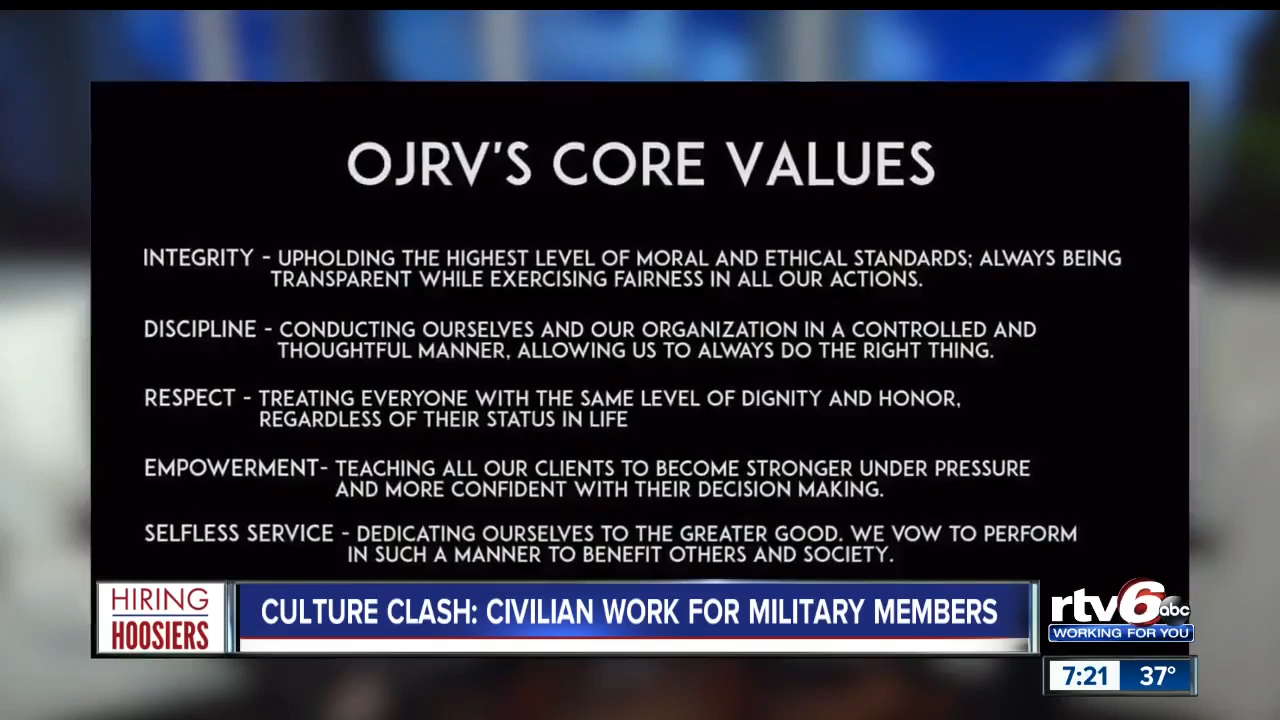 OJRV'S CORE VALUES
INTEGRITY - UPHOLDING THE HIGHEST LEVEL OF MORAL AND ETHICAL STANDARDS; ALWAYS BEING
TRANSPARENT WHILE EXERCISING FAIRNESS IN ALL OUR ACTIONS.
DISCIPLINE - CONDUCTING OURSELVES AND OUR ORGANIZATION IN A CONTROLLED AND
THOUGHTFUL MANNER, ALLOWING US TO ALWAYS DO THE RIGHT THING.
RESPECT - TREATING EVERYONE WITH THE SAME LEVEL OF DIGNITY AND HONOR,
REGARDLESS OF THEIR STATUS IN LIFE
EMPOWERMENT- TEACHING ALL OUR CLIENTS TO BECOME STRONGER UNDER PRESSURE
AND MORE CONFIDENT WITH THEIR DECISION MAKING.
SELFLESS SERVICE - DEDICATING OURSELVES TO THE GREATER GOOD. WE VOW TO PERFORM
IN SUCH A MANNER TO BENEFIT OTHERS AND SOCIETY.
HIRING
HOOSIERS
CULTURE CLASH: CIVILIAN WORK FOR MILITARY MEMBERS
rtv6 abc
WORKING FOR YOU
7:21 37°